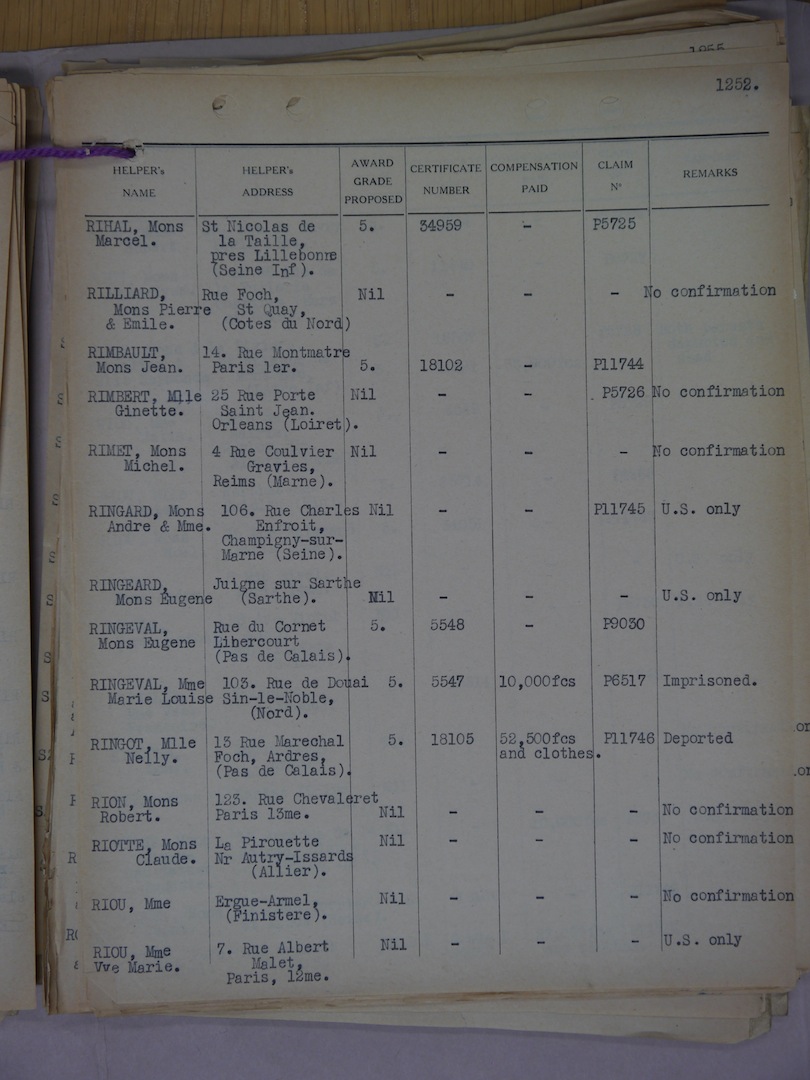 1252.
HELPER's NAME | HELPER's ADDRESS | AWARD GRADE PROPOSED | CERTIFICATE NUMBER | COMPENSATION PAID | CLAIM Nº | REMARKS
RIHAL, Mons St Nicolas de 5. 34959 - P5725
Marcel. la Taille,
pres Lillebonne
(Seine Inf).
RILLIARD, Rue Foch, Nil - - - No confirmation
Mons Pierre St Quay,
& Emile. (Cotes du Nord)
RIMBAULT, 14. Rue Montmatre
Mons Jean. Paris 1er. 5. 18102 - P11744
RIMBERT, Mlle 25 Rue Porte Nil - - P5726 No confirmation
Ginette. Saint Jean.
Orleans (Loiret).
RIMET, Mons 4 Rue Coulvier Nil - - - No confirmation
Michel. Gravies,
Reims (Marne).
RINGARD, Mons 106. Rue Charles Nil - - P11745 U.S. only
Andre & Mme. Enfroit,
Champigny-sur-
Marne (Seine).
RINGEARD, Juigne sur Sarthe
Mons Eugene (Sarthe). Nil - - - U.S. only
RINGEVAL, Rue du Cornet 5. 5548 - P9030
Mons Eugene Libercourt
(Pas de Calais).
RINGEVAL, Mme 103. Rue de Douai 5. 5547 10,000fcs P6517 Imprisoned.
Marie Louise Sin-le-Noble,
(Nord).
RINGOT, Mlle 13 Rue Marechal 5. 18105 52,500fcs P11746 Deported
Nelly. Foch, Ardres, and clothes.
(Pas de Calais).
RION, Mons 123. Rue Chevaleret
Robert. Paris 13me. Nil - - - No confirmation
RIOTTE, Mons La Pirouette Nil - - - No confirmation
Claude. Nr Autry-Issards
(Allier).
RIOU, Mme Ergue-Armel, Nil - - - No confirmation
(Finistere).
RIOU, Mme 7. Rue Albert Nil - - - U.S. only
Vve Marie. Malet,
Paris, 12me.